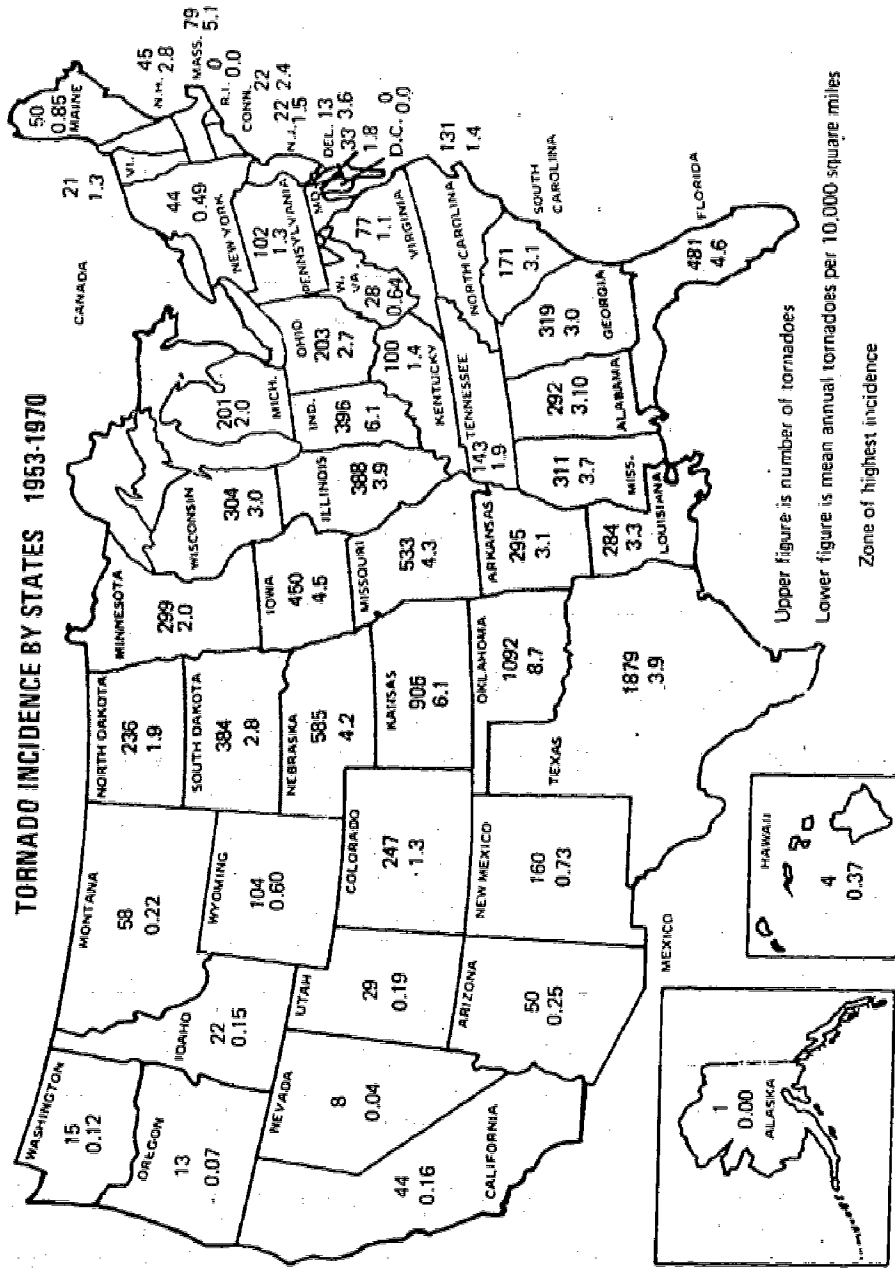 TORNADO INCIDENCE BY STATES 1953-1970
WASHINGTON
15
0.12
OREGON
13
0.07
CALIFORNIA
44
0.16
NEVADA
8
0.04
IDAHO
22
0.15
MONTANA
58
0.22
WYOMING
104
0.60
UTAH
29
0.19
ARIZONA
50
0.25
COLORADO
247
1.3
NEW MEXICO
160
0.73
NORTH DAKOTA
236
1.9
SOUTH DAKOTA
384
2.8
NEBRASKA
585
4.2
KANSAS
905
6.1
OKLAHOMA
1092
8.7
TEXAS
1879
3.9
MINNESOTA
299
2.0
IOWA
450
4.5
MISSOURI
533
4.3
ARKANSAS
295
3.1
284
3.3
LOUISIANA
WISCONSIN
304
3.0
ILLINOIS
388
3.9
201
2.0
MICH.
IND.
396
6.1
OHIO
203
2.7
100
1.4
KENTUCKY
TENNESSEE
143
1.9
311
3.7
MISS.
292
3.10
ALABAMA
319
3.0
GEORGIA
481
4.6
FLORIDA
171
3.1
SOUTH
CAROLINA
NORTH CAROLINA
131
1.4
77
1.1
VIRGINIA
W.
VA.
28
0.64
102
1.3
PENNSYLVANIA
44
0.49
NEW YORK
21
1.3
VT.
50
0.85
MAINE
N.H. 45
2.8
MASS. 79
5.1
R.I. 0
0.0
CONN. 22
2.4
N.J. 22
1.5
DEL. 13
3.6
MD. 33
1.8
D.C. 0
0.0
CANADA
MEXICO
1
0.00
ALASKA
HAWAII
4
0.37
Upper figure is number of tornadoes
Lower figure is mean annual tornadoes per 10,000 square miles
Zone of highest incidence